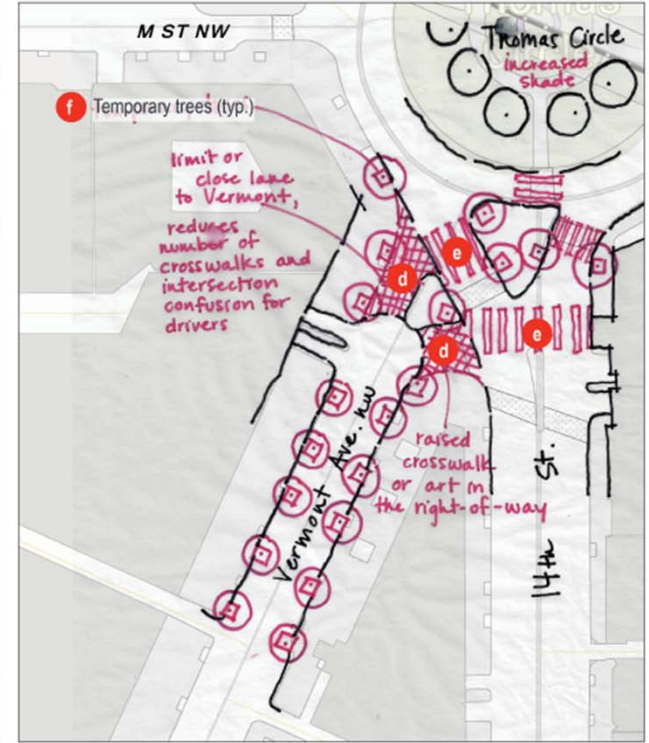 M ST NW
Thomas Circle
increased
shade
f Temporary trees (typ.)
limit or
close lane
to Vermont,
reduces
number of
crosswalks and
intersection
confusion for
drivers
e
d
e
d
raised
crosswalk
or art in
the right-of-way
Vermont Ave. NW
14th St.